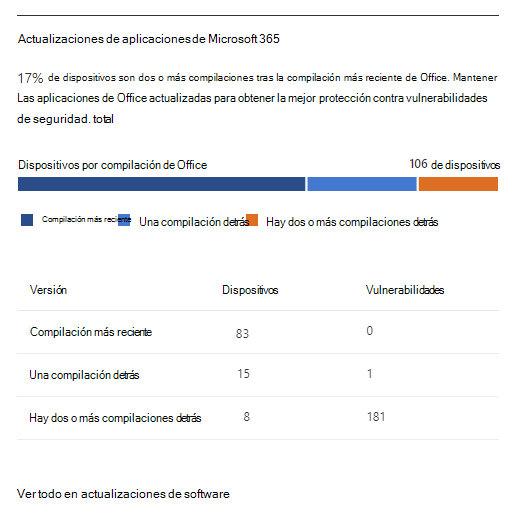 Actualizaciones de aplicaciones de Microsoft 365
17% de dispositivos son dos o más compilaciones tras la compilación más reciente de Office. Mantener
Las aplicaciones de Office actualizadas para obtener la mejor protección contra vulnerabilidades
de seguridad. total
Dispositivos por compilación de Office 106 de dispositivos
Compilación más reciente Una compilación detrás Hay dos o más compilaciones detrás
Versión Dispositivos Vulnerabilidades
Compilación más reciente 83 0
Una compilación detrás 15 1
Hay dos o más compilaciones detrás 8 181
Ver todo en actualizaciones de software